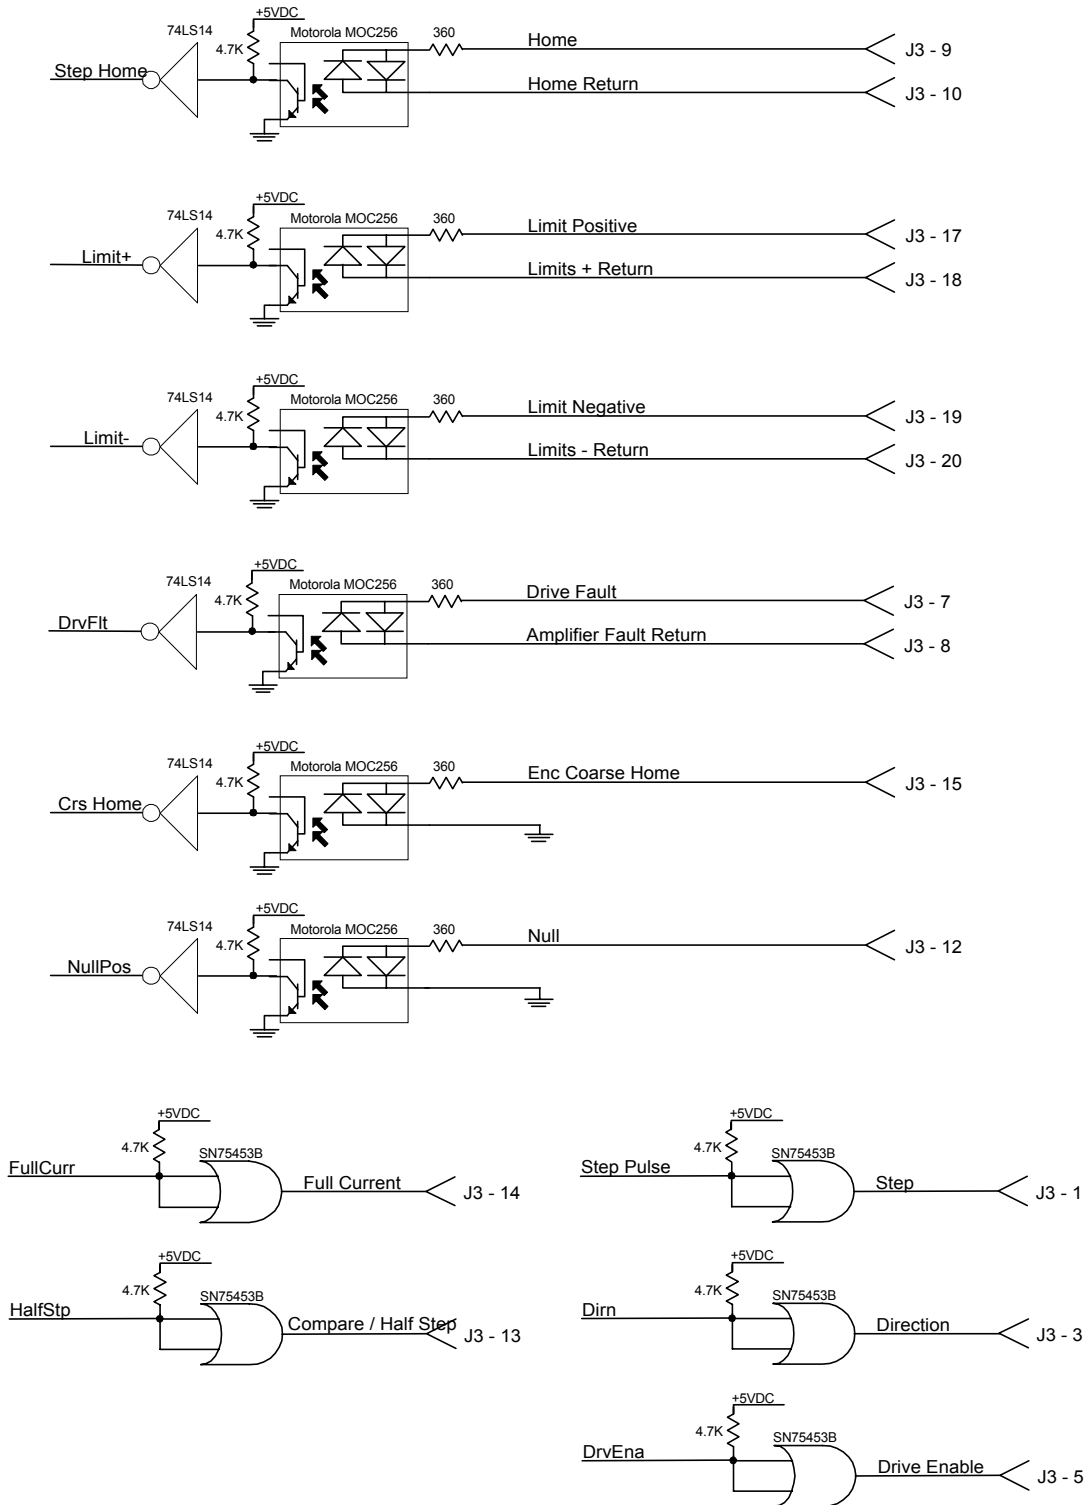 +5VDC
74LS14
4.7K
Motorola MOC256
360
Home
J3 - 9
Step Home
Home Return
J3 - 10
+5VDC
74LS14
4.7K
Motorola MOC256
360
Limit Positive
J3 - 17
Limit+
Limits + Return
J3 - 18
+5VDC
74LS14
4.7K
Motorola MOC256
360
Limit Negative
J3 - 19
Limit-
Limits - Return
J3 - 20
+5VDC
74LS14
4.7K
Motorola MOC256
360
Drive Fault
J3 - 7
DrvFlt
Amplifier Fault Return
J3 - 8
+5VDC
74LS14
4.7K
Motorola MOC256
360
Enc Coarse Home
J3 - 15
Crs Home
+5VDC
74LS14
4.7K
Motorola MOC256
360
Null
J3 - 12
NullPos
+5VDC
4.7K
SN75453B
FullCurr
Full Current
J3 - 14
+5VDC
4.7K
SN75453B
Step Pulse
Step
J3 - 1
+5VDC
4.7K
SN75453B
HalfStp
Compare / Half Step
J3 - 13
+5VDC
4.7K
SN75453B
Dirn
Direction
J3 - 3
+5VDC
4.7K
SN75453B
DrvEna
Drive Enable
J3 - 5